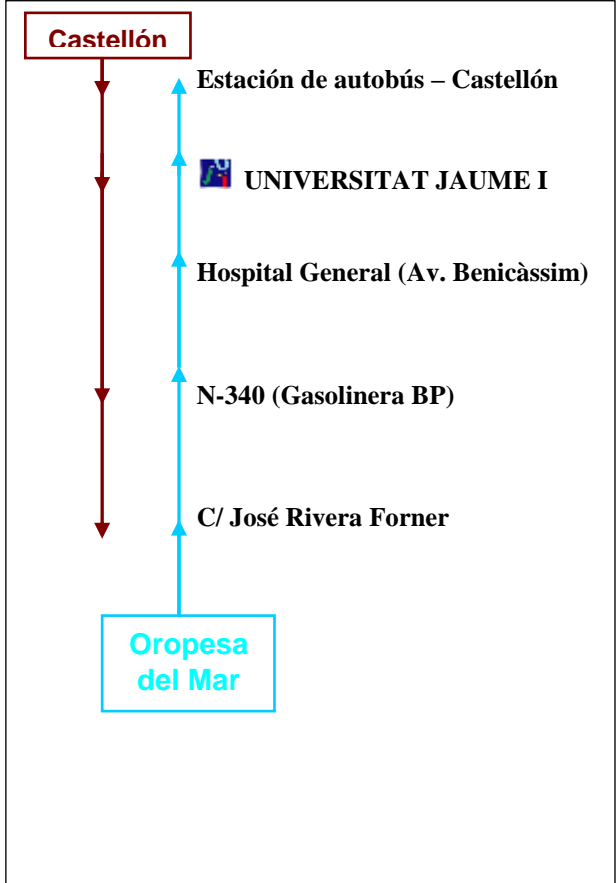 Castellón
Estación de autobús – Castellón
UNIVERSITAT JAUME I
Hospital General (Av. Benicàssim)
N-340 (Gasolinera BP)
C/ José Rivera Forner
Oropesa
del Mar